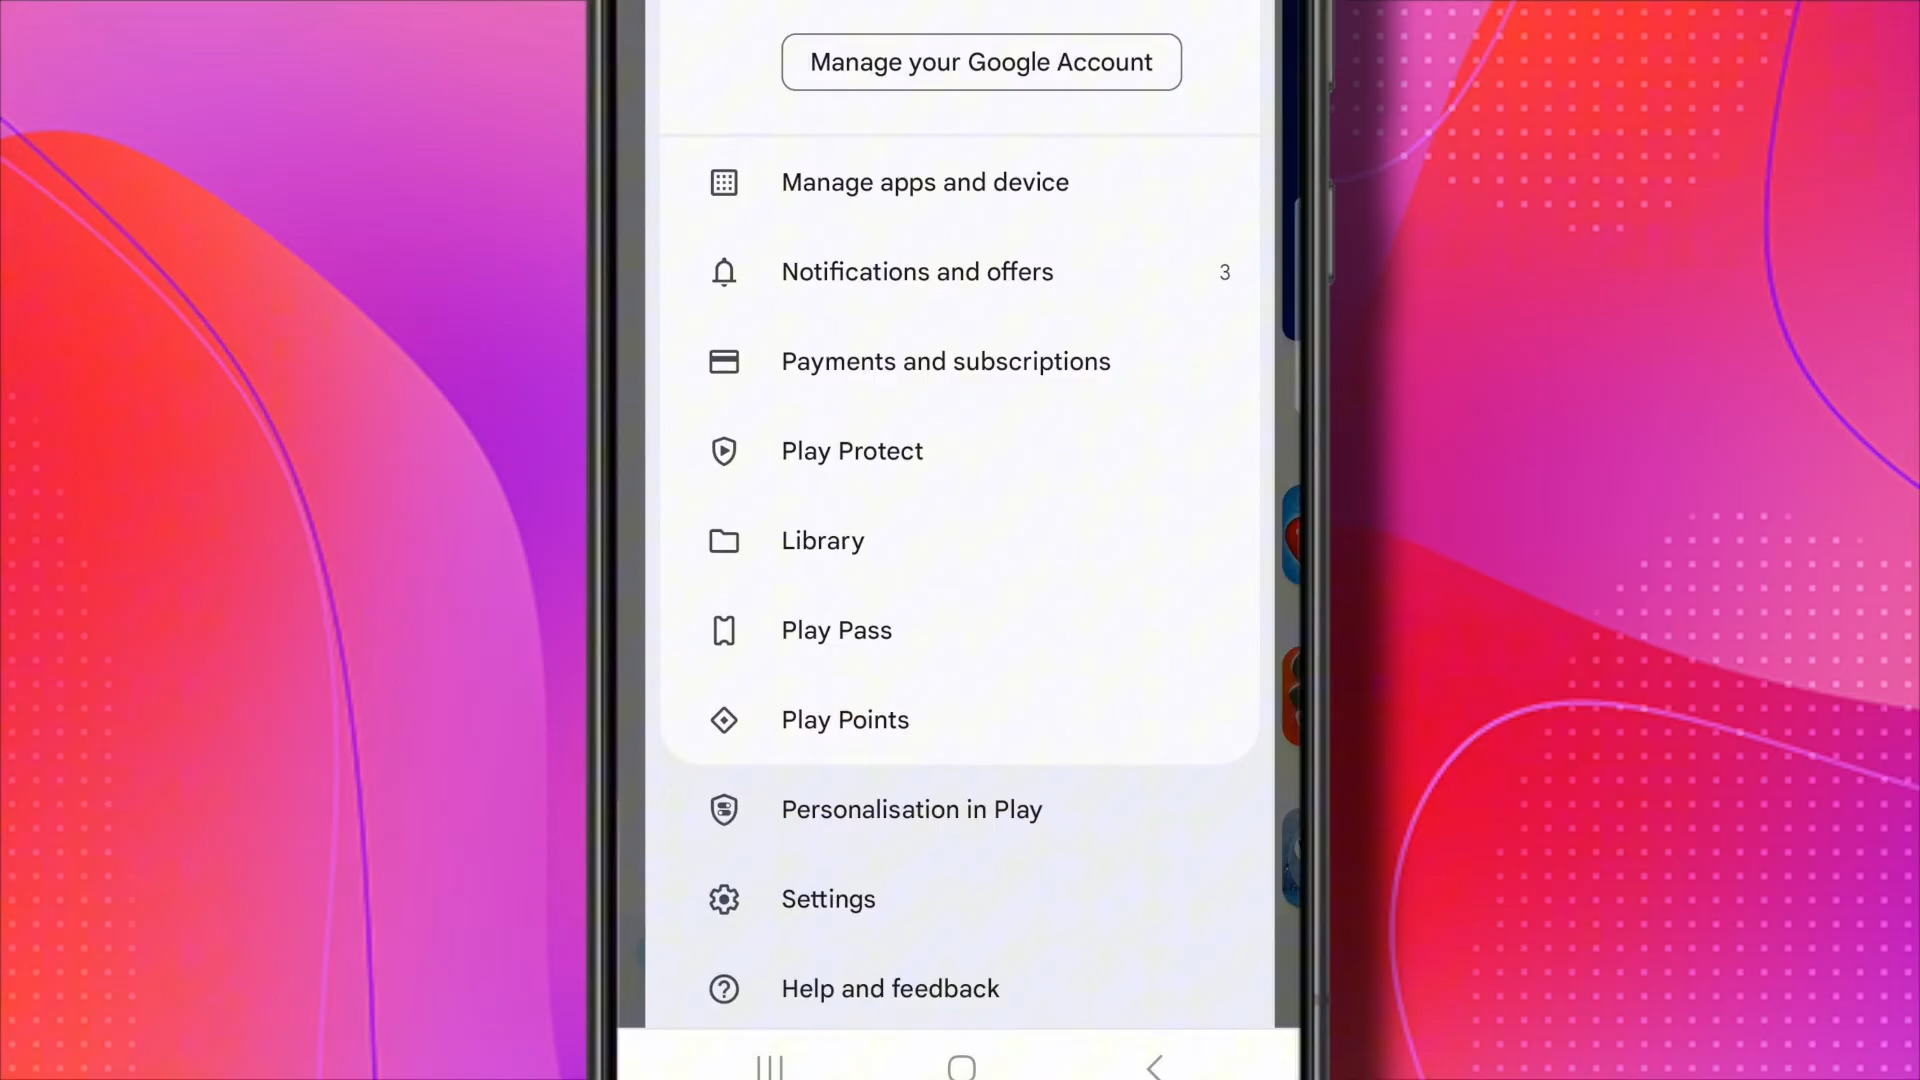 Manage your Google Account
Manage apps and device
Notifications and offers 3
Payments and subscriptions
Play Protect
Library
Play Pass
Play Points
Personalisation in Play
Settings
Help and feedback